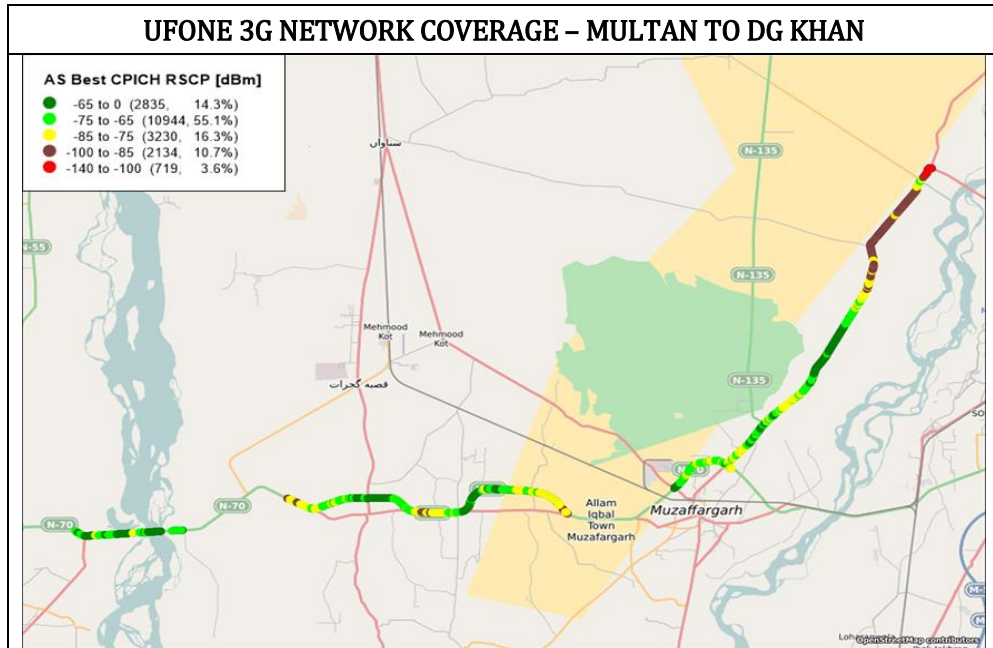 UFONE 3G NETWORK COVERAGE – MULTAN TO DG KHAN
AS Best CPICH RSCP [dBm]
-65 to 0 (2835, 14.3%)
-75 to -65 (10944, 55.1%)
-85 to -75 (3230, 16.3%)
-100 to -85 (2134, 10.7%)
-140 to -100 (719, 3.6%)
سناواں
N-135
N-55
N-135
Mehmood
Kot
Mehmood
Kot
قصبه گجرات
N-135
N-70
N-70
Allam
Iqbal
Town
Muzafargarh
Muzaffargarh
OpenStreetMap contributors